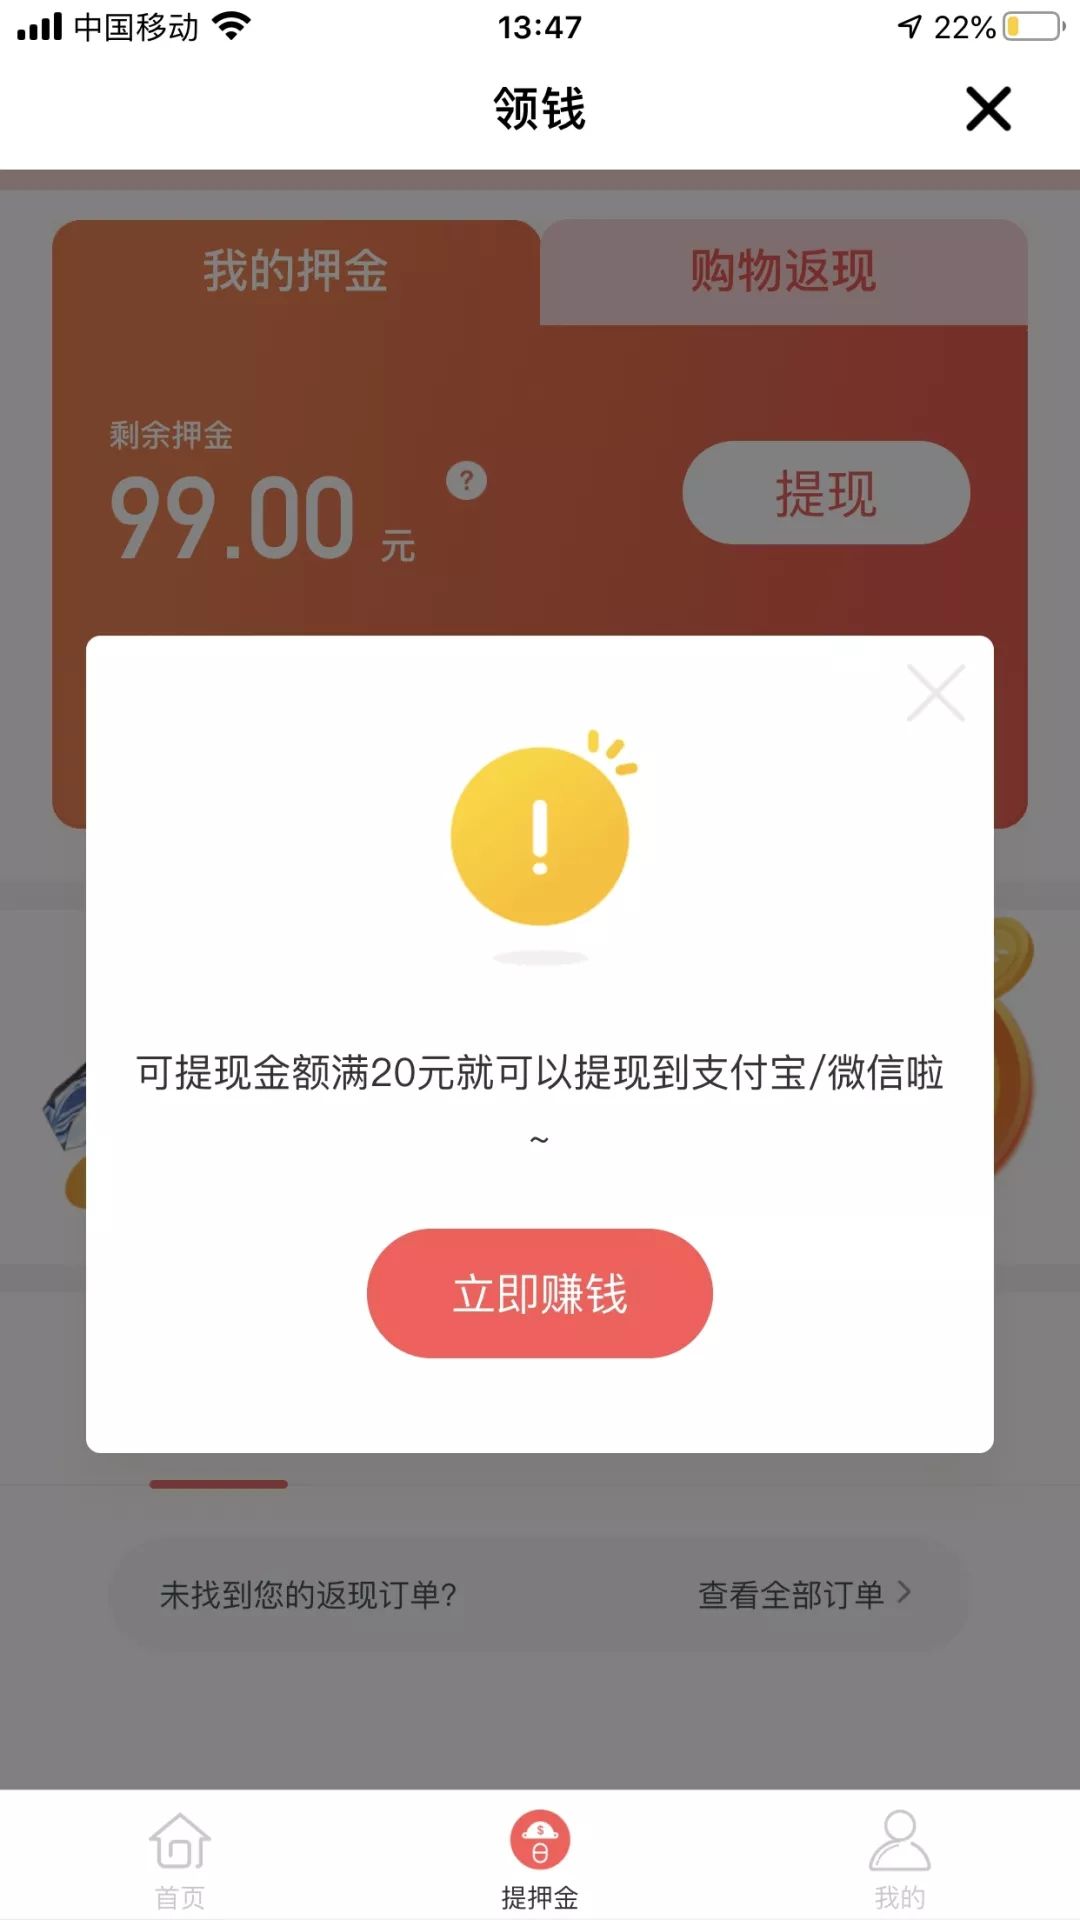 中国移动
13:47
22%
领钱
我的押金
购物返现
剩余押金
99.00 元
?
提现
可提现金额满20元就可以提现到支付宝/微信啦
~
立即赚钱
未找到您的返现订单?
查看全部订单
首页
提押金
我的